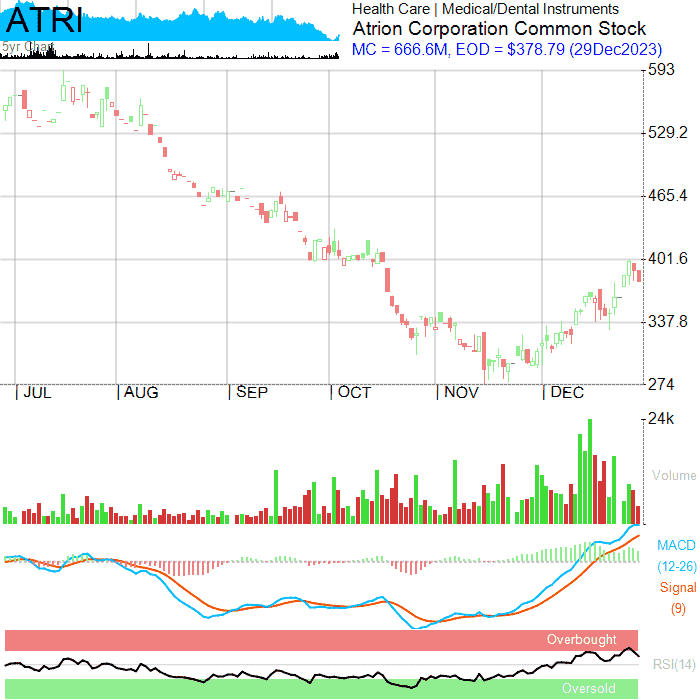 ATRI
5yr Chart
Health Care | Medical/Dental Instruments
Atrion Corporation Common Stock
MC = 666.6M, EOD = $378.79 (29Dec2023)
593
529.2
465.4
401.6
337.8
274
JUL AUG SEP OCT NOV DEC
24k
Volume
MACD
(12-26)
Signal
(9)
Overbought
RSI(14)
Oversold